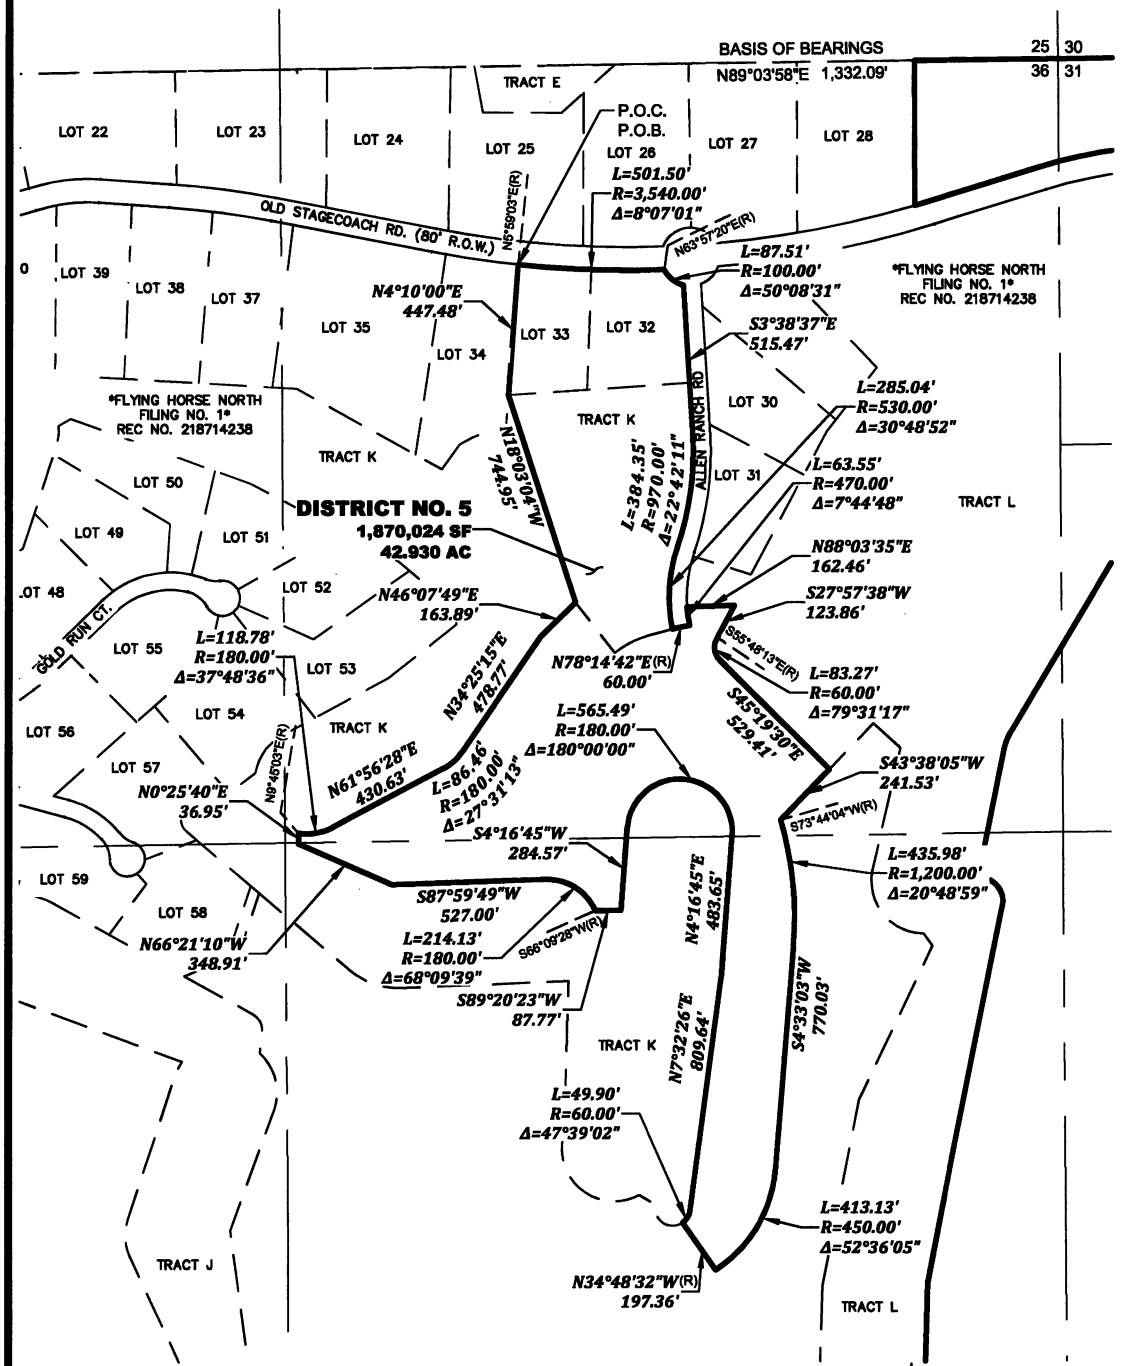 BASIS OF BEARINGS
N89°03'58"E 1,332.09'
25 30
36 31
TRACT E
P.O.C.
P.O.B.
LOT 22
LOT 23
LOT 24
LOT 25
LOT 26
LOT 27
LOT 28
L=501.50'
R=3,540.00'
Δ=8°07'01"
N5°59'03"E(R)
OLD STAGECOACH RD. (80' R.O.W.)
N63°57'20"E(R)
L=87.51'
R=100.00'
Δ=50°08'31"
"FLYING HORSE NORTH
FILING NO. 1"
REC NO. 218714238
0
LOT 39
LOT 38
LOT 37
LOT 35
LOT 34
LOT 33
LOT 32
N4°10'00"E
447.48'
S3°38'37"E
515.47'
ALLEN RANCH RD
LOT 30
LOT 31
L=285.04'
R=530.00'
Δ=30°48'52"
"FLYING HORSE NORTH
FILING NO. 1"
REC NO. 218714238
TRACT K
TRACT K
N18°03'04"W
744.95'
L=384.35'
R=970.00'
Δ=22°42'11"
L=63.55'
R=470.00'
Δ=7°44'48"
TRACT L
LOT 50
LOT 49
LOT 51
LOT 48
LOT 52
DISTRICT NO. 5
1,870,024 SF
42.930 AC
N88°03'35"E
162.46'
S27°57'38"W
123.86'
N46°07'49"E
163.89'
GOLD RUN CT.
LOT 55
LOT 53
L=118.78'
R=180.00'
Δ=37°48'36"
N34°25'15"E
478.77'
N78°14'42"E(R)
60.00'
S55°48'13"E(R)
L=83.27'
R=60.00'
Δ=79°31'17"
S45°19'30"E
529.41'
LOT 54
TRACT K
LOT 56
LOT 57
N9°45'03"E(R)
N61°56'28"E
430.63'
L=86.46'
R=180.00'
Δ=27°31'13"
L=565.49'
R=180.00'
Δ=180°00'00"
S43°38'05"W
241.53'
S73°44'04"W(R)
N0°25'40"E
36.95'
S4°16'45"W
284.57'
L=435.98'
R=1,200.00'
Δ=20°48'59"
LOT 59
LOT 58
N66°21'10"W
348.91'
S87°59'49"W
527.00'
L=214.13'
R=180.00'
Δ=68°09'39"
S66°09'28"W(R)
S89°20'23"W
87.77'
N4°16'45"E
483.65'
S4°33'03"W
770.03'
TRACT K
N7°32'26"E
809.64'
L=49.90'
R=60.00'
Δ=47°39'02"
L=413.13'
R=450.00'
Δ=52°36'05"
N34°48'32"W(R)
197.36'
TRACT J
TRACT L